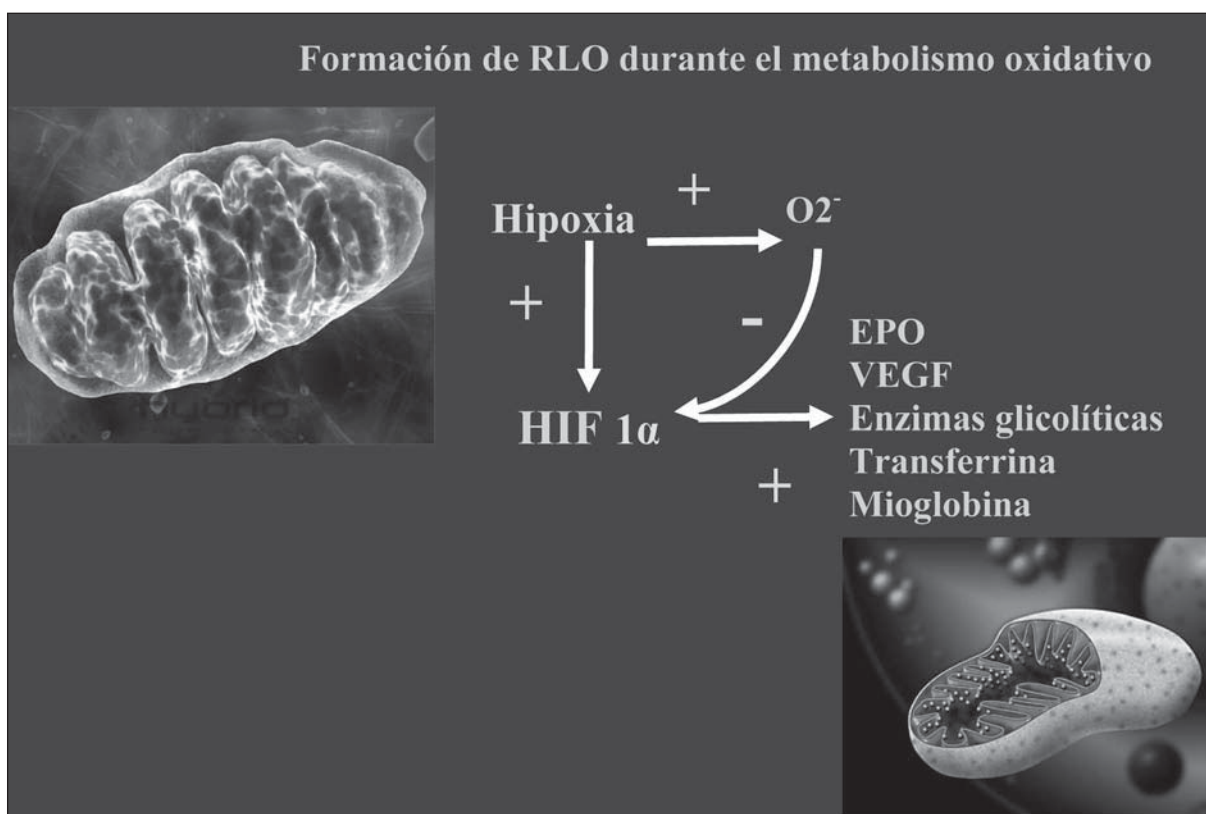 Formación de RLO durante el metabolismo oxidativo
+
Hipoxia
O2⁻
+
-
EPO
VEGF
Enzimas glicolíticas
HIF 1α
Transferrina
+
Mioglobina